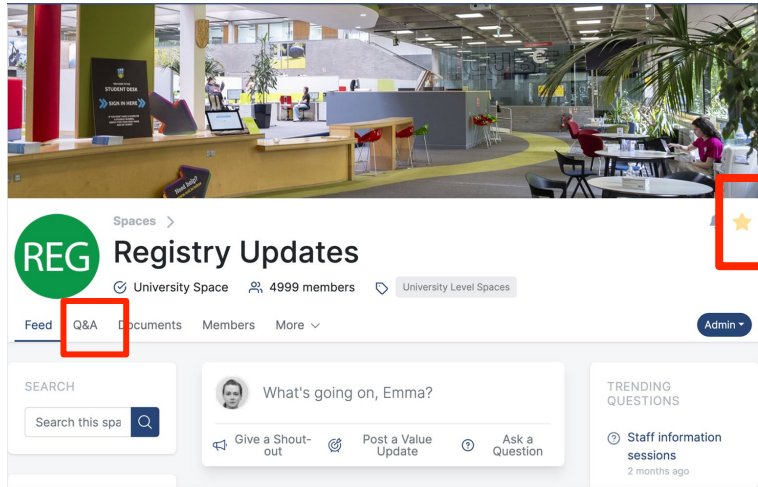 STUDENT DESK
SIGN IN HERE
Need help?
Spaces
REG
Registry Updates
University Space
4999 members
University Level Spaces
Feed
Q&A
Documents
Members
More
Admin
SEARCH
Search this spa
What's going on, Emma?
Give a Shout-
out
Post a Value
Update
Ask a
Question
TRENDING
QUESTIONS
Staff information
sessions
2 months ago